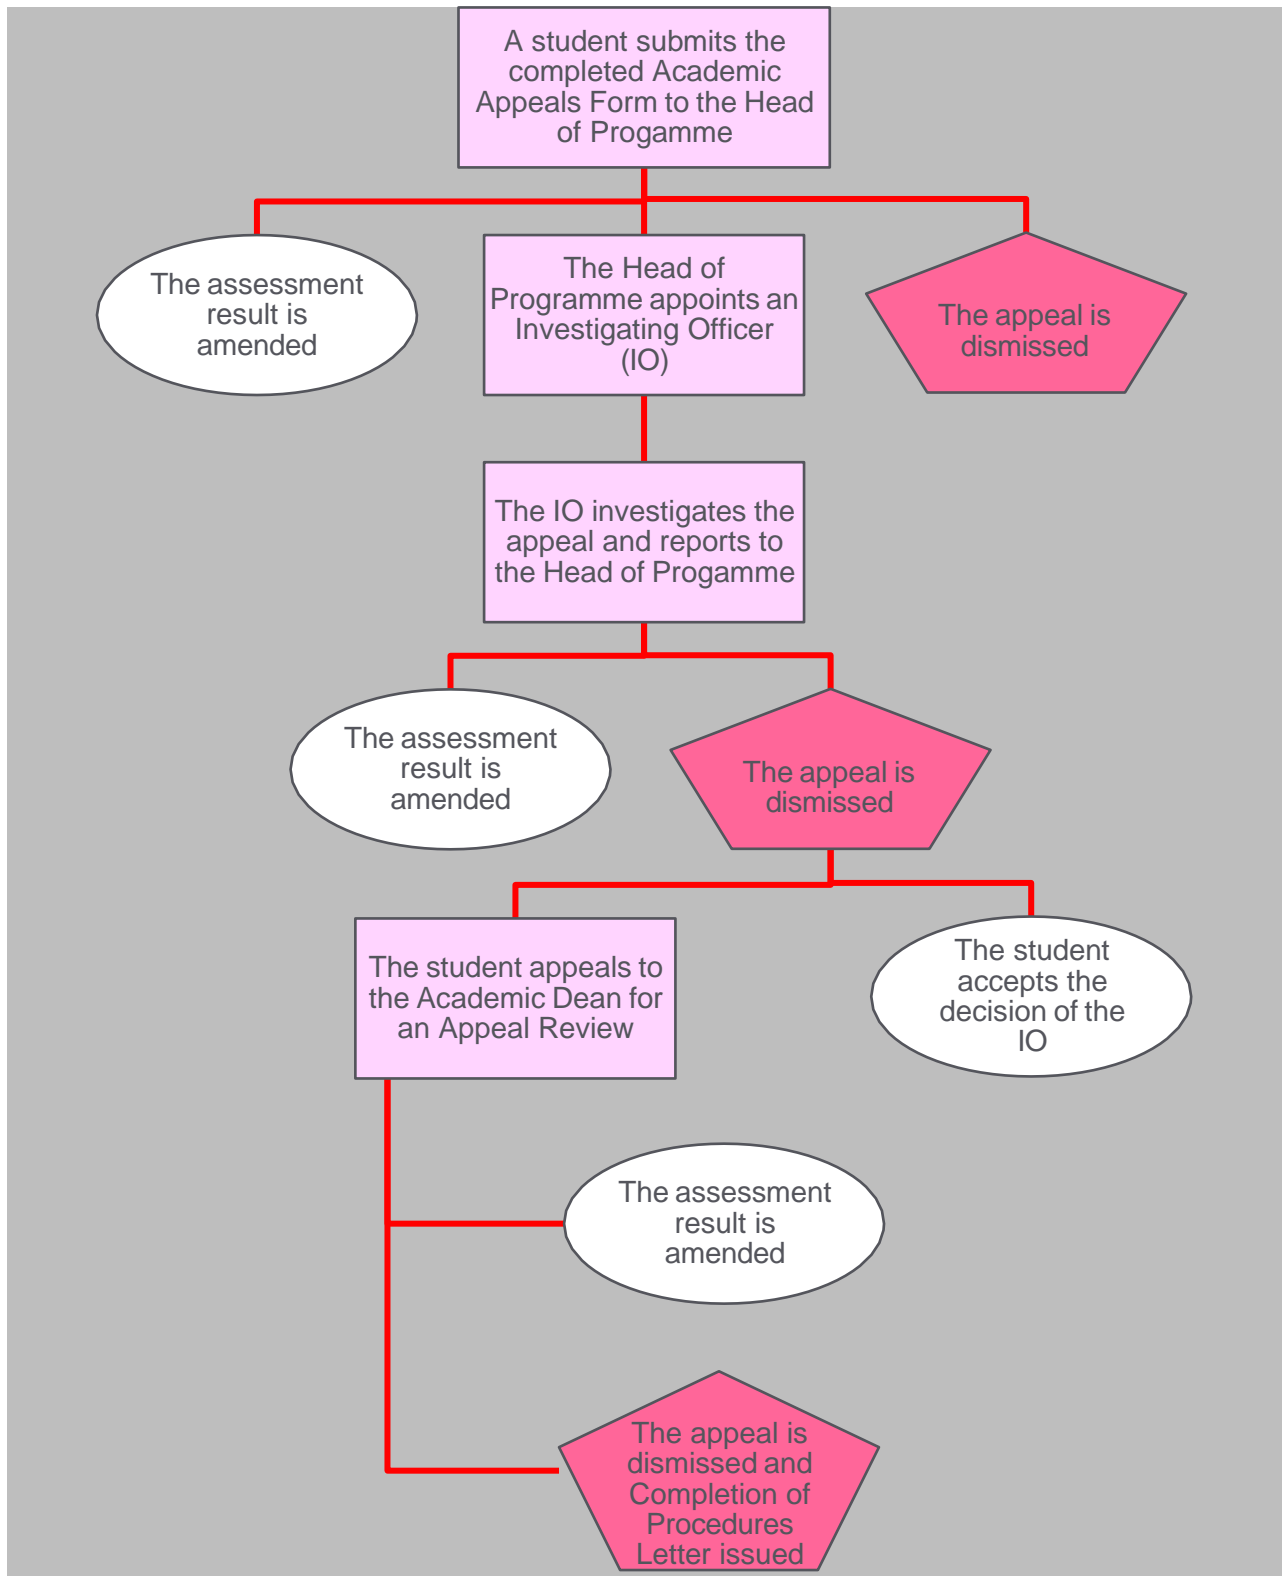 A student submits the
completed Academic
Appeals Form to the Head
of Progamme
The assessment
result is
amended
The Head of
Programme appoints an
Investigating Officer
(IO)
The appeal is
dismissed
The IO investigates the
appeal and reports to
the Head of Progamme
The assessment
result is
amended
The appeal is
dismissed
The student appeals to
the Academic Dean for
an Appeal Review
The student
accepts the
decision of the
IO
The assessment
result is
amended
The appeal is
dismissed and
Completion of
Procedures
Letter issued